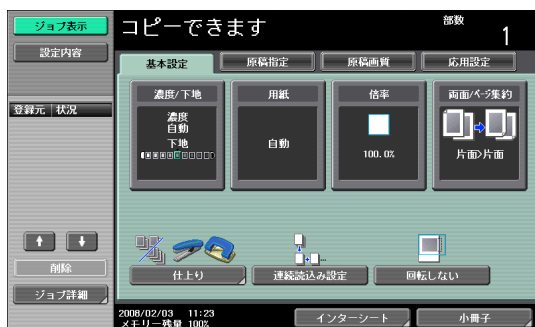 ジョブ表示
設定内容
登録元 状況
削除
ジョブ詳細
コピーできます
部数
1
基本設定
原稿指定
原稿画質
応用設定
濃度/下地
濃度
自動
下地
用紙
自動
倍率
100.0%
両面/ページ集約
片面>片面
仕上り
連続読込み設定
回転しない
2008/02/03 11:23
メモリー残量 100%
インターシート
小冊子